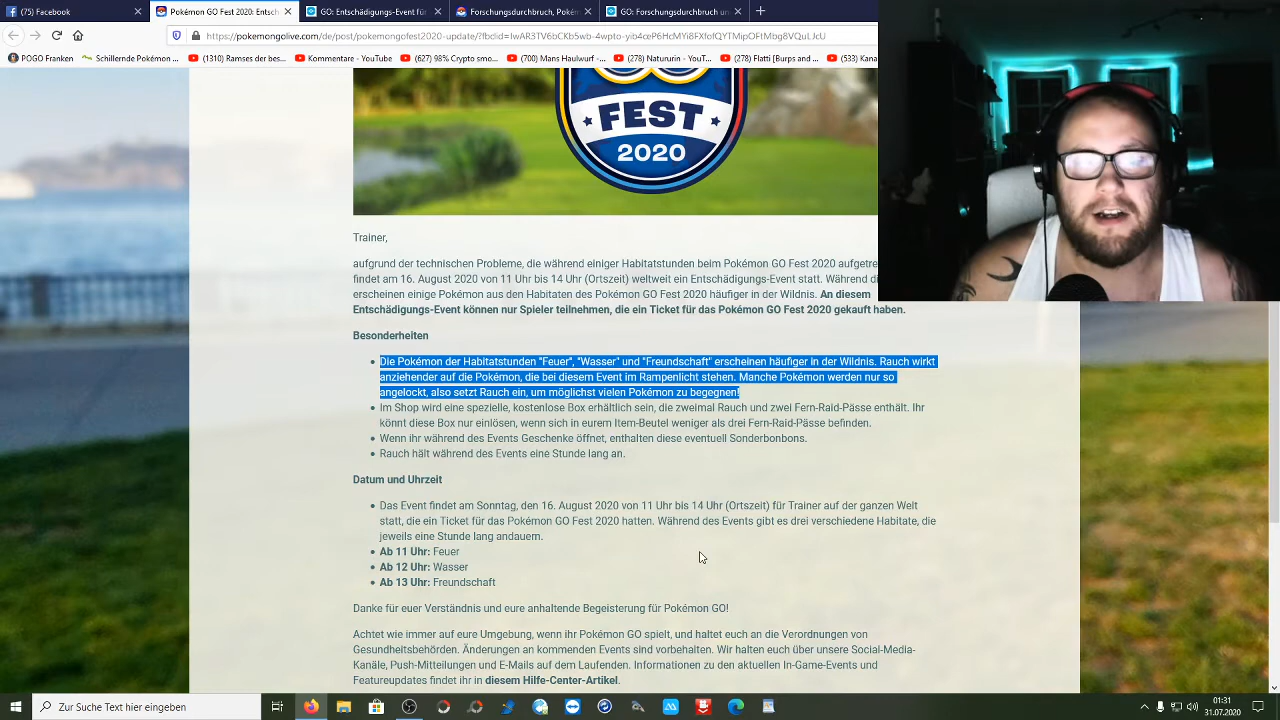 (75) Facebook
Pokémon GO Fest 2020 – Entsch
GO: Entschädigungs-Event für d
Forschungsdurchbruch, Pokém
GO: Forschungsdurchbruch und
https://pokemongolive.com/de/post/pokemongofest2020-update/?fbclid=IwAR3TV6bCKb5wb-4wpto-yib4ceP6HcMYi8FXfofQYTMipOFtMbg8VQuLJcU
POGO Franken
Schillernde Pokémon ...
(1310) Ramses der bes...
Kommentare - YouTube
(627) 98% Crypto smo...
(700) Mans Haulwurf -...
(278) Natururin - YouT...
(278) Flatti [Burps and ...
(533) Kana
FEST
2020
Trainer,
aufgrund der technischen Probleme, die während einiger Habitatstunden beim Pokémon GO Fest 2020 aufgetre
findet am 16. August 2020 von 11 Uhr bis 14 Uhr (Ortszeit) weltweit ein Entschädigungs-Event statt. Während di
erscheinen einige Pokémon aus den Habitaten des Pokémon GO Fest 2020 häufiger in der Wildnis. An diesem
Entschädigungs-Event können nur Spieler teilnehmen, die ein Ticket für das Pokémon GO Fest 2020 gekauft haben.
Besonderheiten
Die Pokémon der Habitatstunden "Feuer", "Wasser" und "Freundschaft" erscheinen häufiger in der Wildnis. Rauch wirkt
anziehender auf die Pokémon, die bei diesem Event im Rampenlicht stehen. Manche Pokémon werden nur so
angelockt, also setzt Rauch ein, um möglichst vielen Pokémon zu begegnen!
Im Shop wird eine spezielle, kostenlose Box erhältlich sein, die zweimal Rauch und zwei Fern-Raid-Pässe enthält. Ihr
könnt diese Box nur einlösen, wenn sich in eurem Item-Beutel weniger als drei Fern-Raid-Pässe befinden.
Wenn ihr während des Events Geschenke öffnet, enthalten diese eventuell Sonderbonbons.
Rauch hält während des Events eine Stunde lang an.
Datum und Uhrzeit
Das Event findet am Sonntag, den 16. August 2020 von 11 Uhr bis 14 Uhr (Ortszeit) für Trainer auf der ganzen Welt
statt, die ein Ticket für das Pokémon GO Fest 2020 hatten. Während des Events gibt es drei verschiedene Habitate, die
jeweils eine Stunde lang andauern.
Ab 11 Uhr: Feuer
Ab 12 Uhr: Wasser
Ab 13 Uhr: Freundschaft
Danke für euer Verständnis und eure anhaltende Begeisterung für Pokémon GO!
Achtet wie immer auf eure Umgebung, wenn ihr Pokémon GO spielt, und haltet euch an die Verordnungen von
Gesundheitsbehörden. Änderungen an kommenden Events sind vorbehalten. Wir halten euch über unsere Social-Media-
Kanäle, Push-Mitteilungen und E-Mails auf dem Laufenden. Informationen zu den aktuellen In-Game-Events und
Featureupdates findet ihr in diesem Hilfe-Center-Artikel.
Zur Suche Text hier eingeben
01:31
31.07.2020